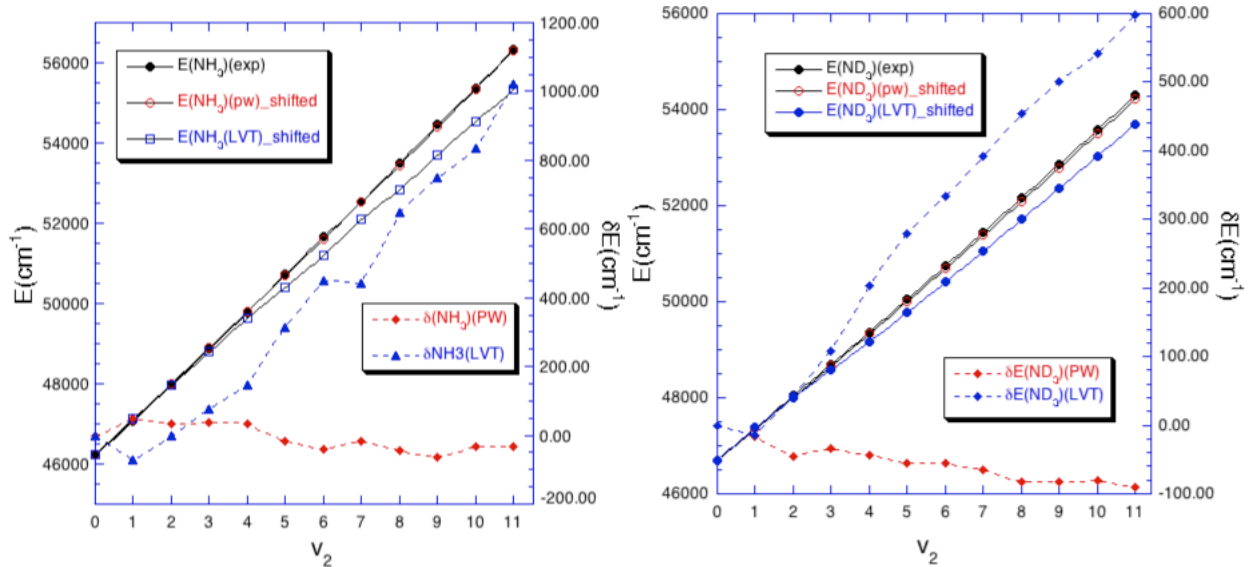 E(NH3)(exp)
E(NH3)(pw)_shifted
E(NH3(LVT)_shifted
δ(NH3)(PW)
δNH3(LVT)
56000
54000
52000
50000
48000
46000
E(cm-1)
1200.00
1000.00
800.00
600.00
400.00
200.00
0.00
-200.00
δE(cm-1)
0 1 2 3 4 5 6 7 8 9 10 11
v2
E(ND3)(exp)
E(ND3)(pw)_shifted
E(ND3)(LVT)_shifted
δE(ND3)(PW)
δE(ND3)(LVT)
56000
54000
52000
50000
48000
46000
E(cm-1)
600.00
500.00
400.00
300.00
200.00
100.00
0.00
-100.00
δE(cm-1)
0 1 2 3 4 5 6 7 8 9 10 11
v2